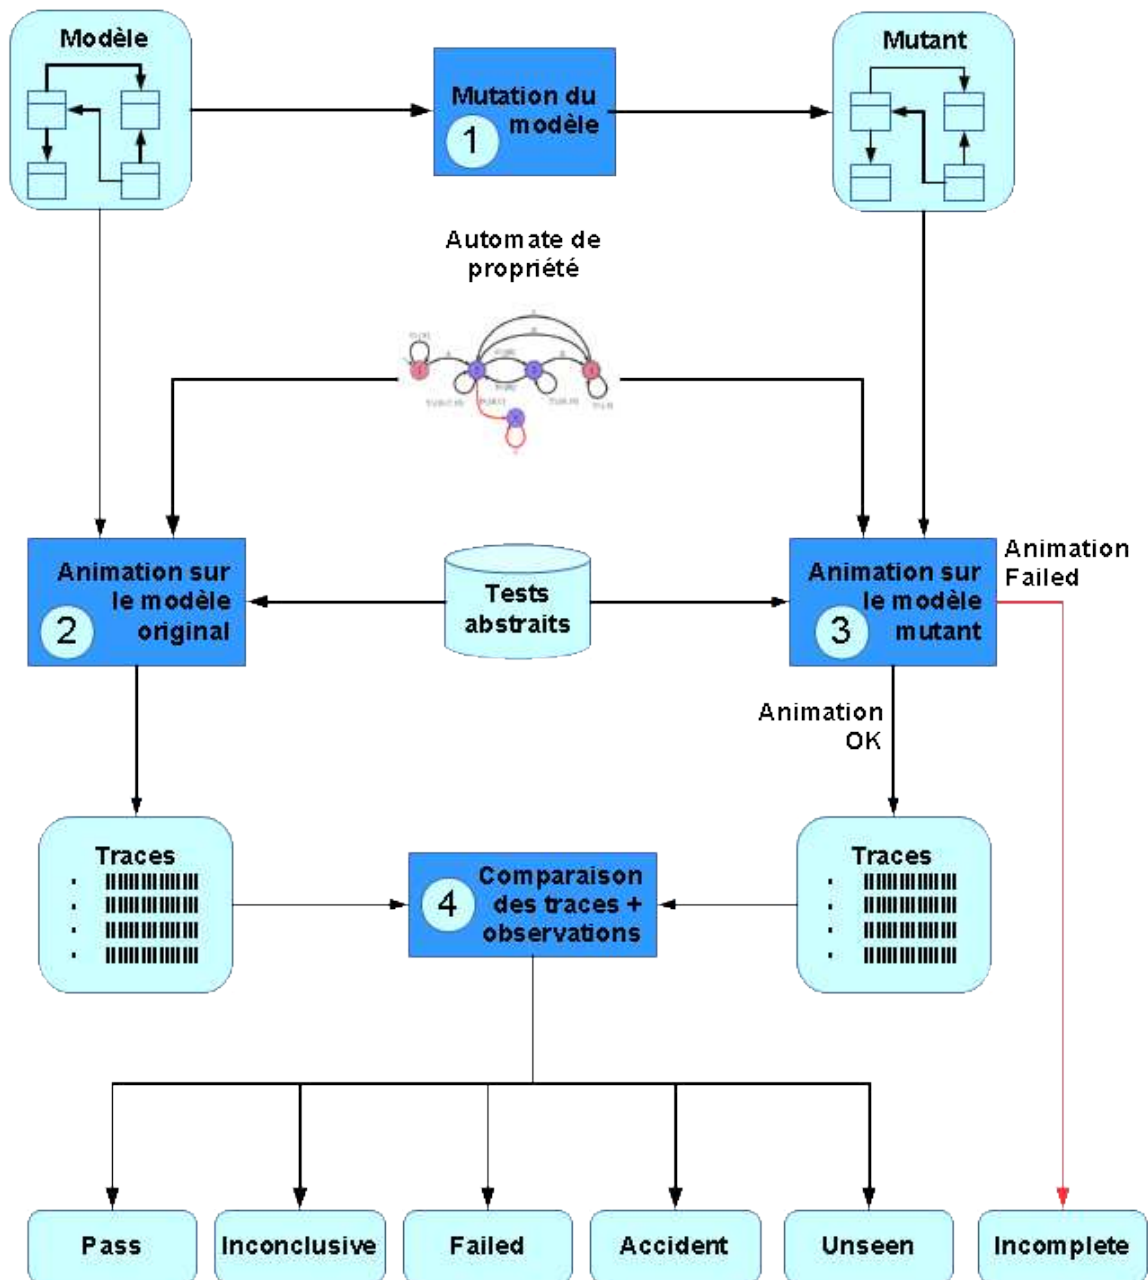 Modèle
Mutation du
modèle
1
Mutant
Automate de
propriété
Animation sur
le modèle
original
2
Tests
abstraits
Animation sur
le modèle
mutant
3
Animation
Failed
Animation
OK
Traces
4
Comparaison
des traces +
observations
Traces
Pass
Inconclusive
Failed
Accident
Unseen
Incomplete